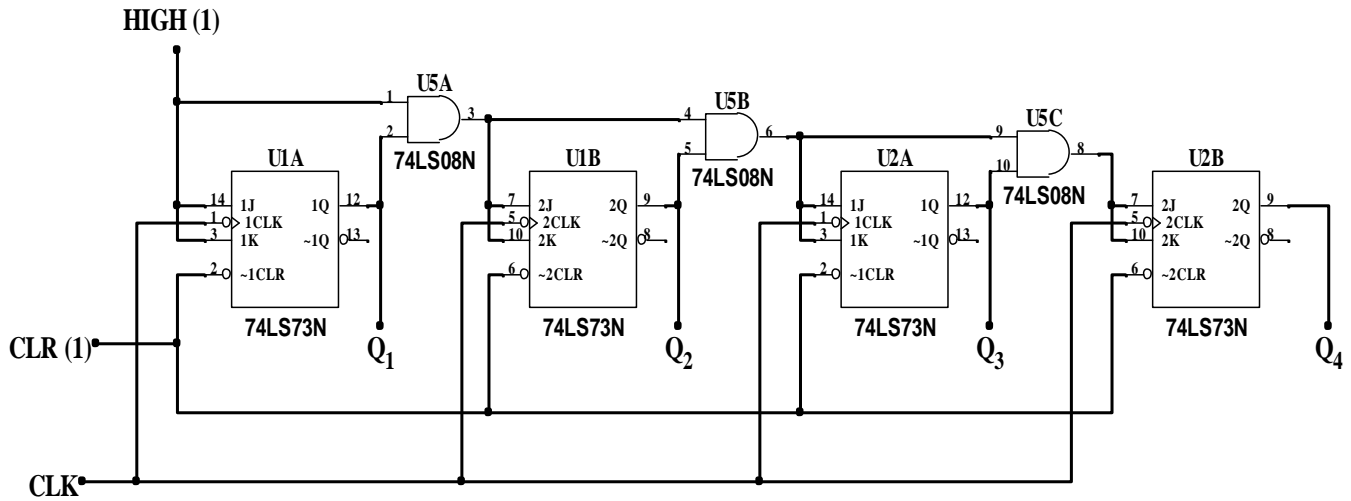 HIGH (1)
U5A
1
2
3
74LS08N
U5B
4
5
6
74LS08N
U5C
9
10
8
74LS08N
U1A
14 1J 1Q 12
1 1CLK
3 1K ~1Q 13
2 ~1CLR
74LS73N
U1B
7 2J 2Q 9
5 2CLK
10 2K ~2Q 8
6 ~2CLR
74LS73N
U2A
14 1J 1Q 12
1 1CLK
3 1K ~1Q 13
2 ~1CLR
74LS73N
U2B
7 2J 2Q 9
5 2CLK
10 2K ~2Q 8
6 ~2CLR
74LS73N
CLR (1)
Q1
Q2
Q3
Q4
CLK